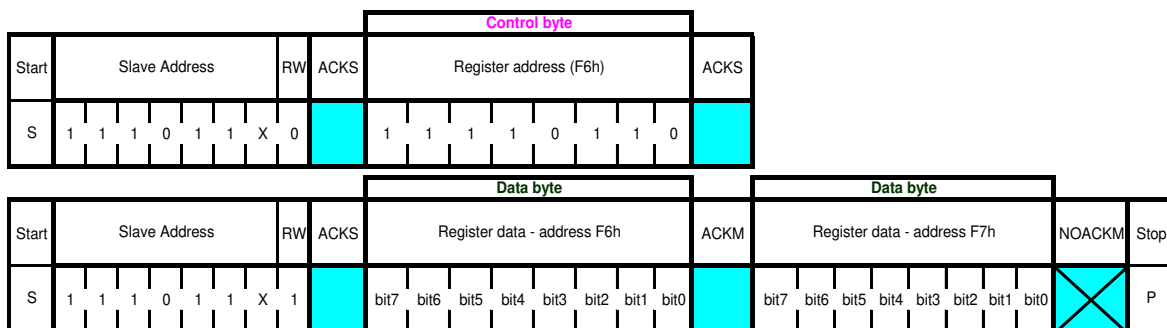 Control byte
Start Slave Address RW ACKS Register address (F6h) ACKS
S 1 1 1 0 1 1 X 0 1 1 1 1 0 1 1 0
Data byte Data byte
Start Slave Address RW ACKS Register data - address F6h ACKM Register data - address F7h NOACKM Stop
S 1 1 1 0 1 1 X 1 bit7 bit6 bit5 bit4 bit3 bit2 bit1 bit0 bit7 bit6 bit5 bit4 bit3 bit2 bit1 bit0 P